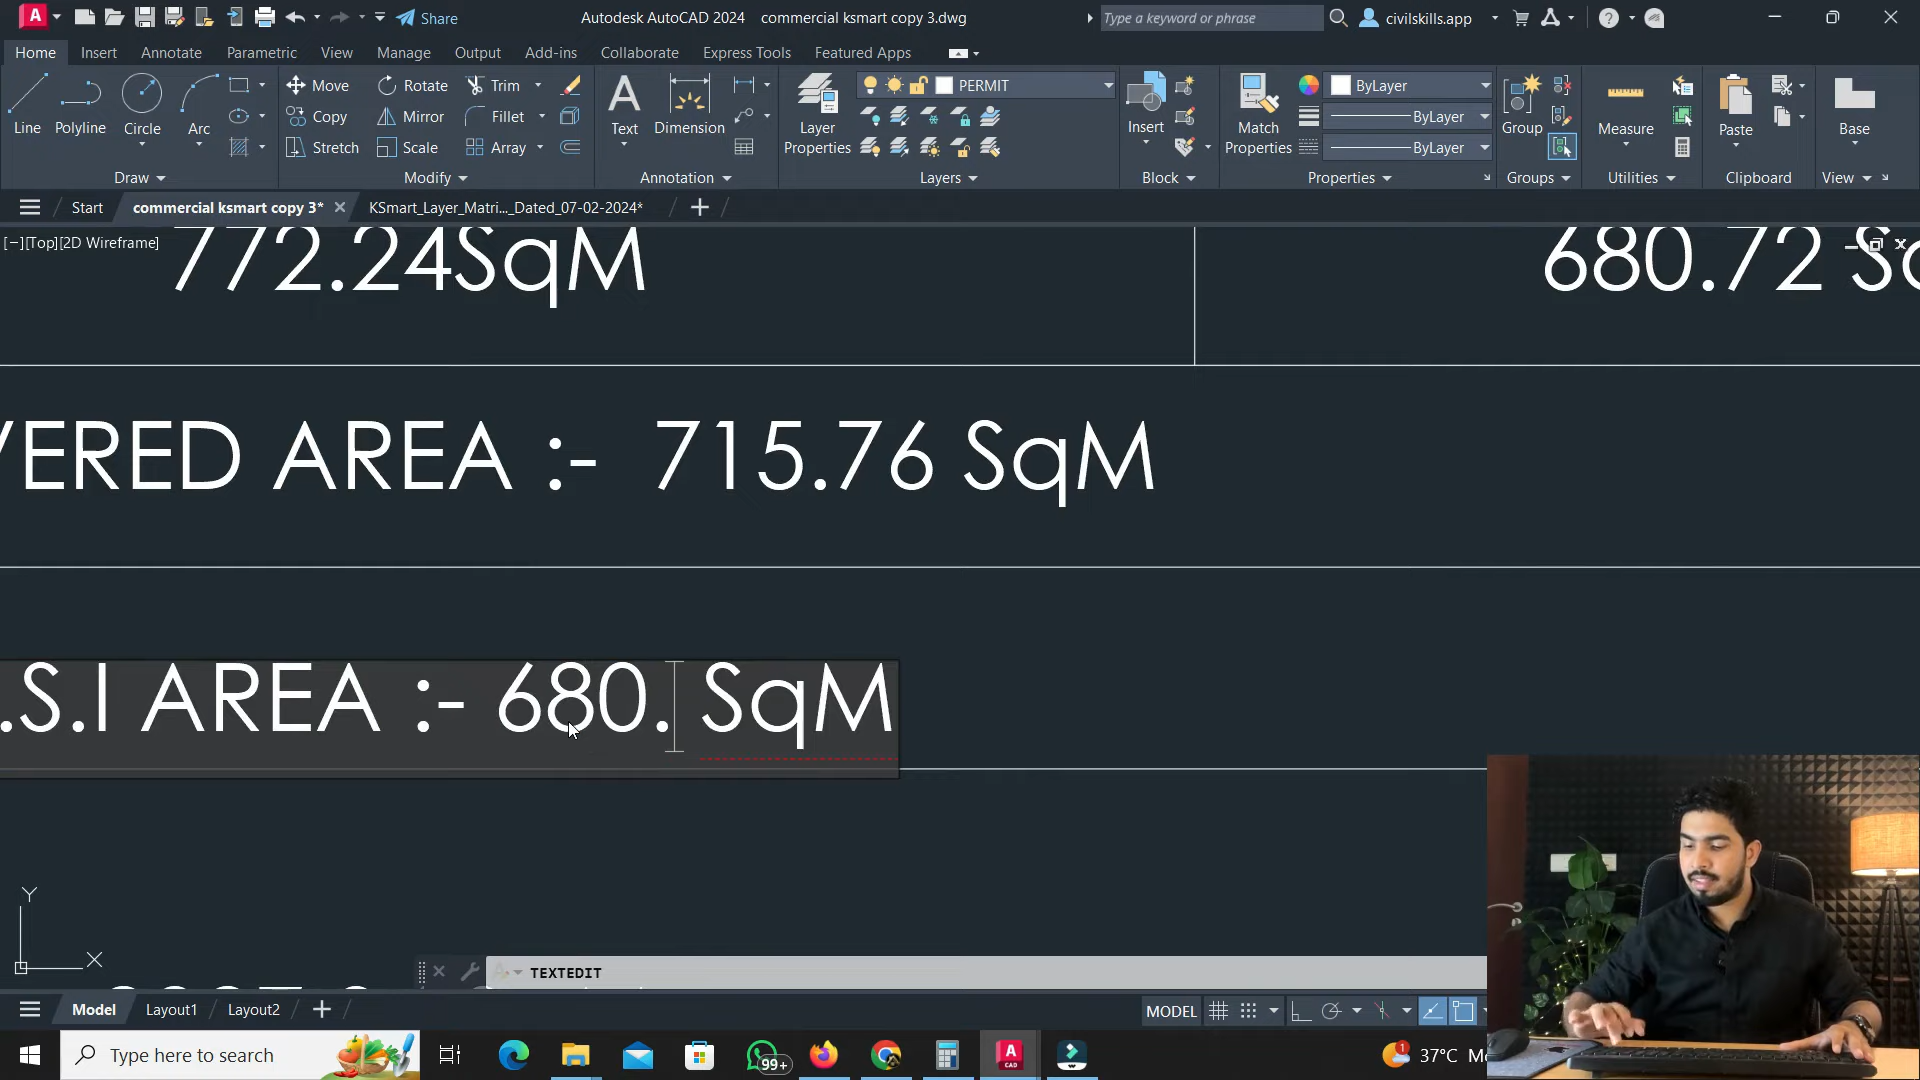 Share
Autodesk AutoCAD 2024 commercial ksmart copy 3.dwg
Type a keyword or phrase
civilskills.app
Home Insert Annotate Parametric View Manage Output Add-ins Collaborate Express Tools Featured Apps
Line Polyline Circle Arc
Move Rotate Trim
Copy Mirror Fillet
Stretch Scale Array
Text Dimension
Layer Properties
PERMIT
Insert
Match Properties
ByLayer
ByLayer
ByLayer
Group
Measure
Paste
Base
Draw Modify Annotation Layers Block Properties Groups Utilities Clipboard View
Start commercial ksmart copy 3* KSmart_Layer_Matri..._Dated_07-02-2024*
[−][Top][2D Wireframe]
772.24SqM 680.72
VERED AREA :- 715.76 SqM
.S.I AREA :- 680. SqM
Y
X
TEXTEDIT
Model Layout1 Layout2
MODEL
Type here to search
99+
A
CAD
1
37°C